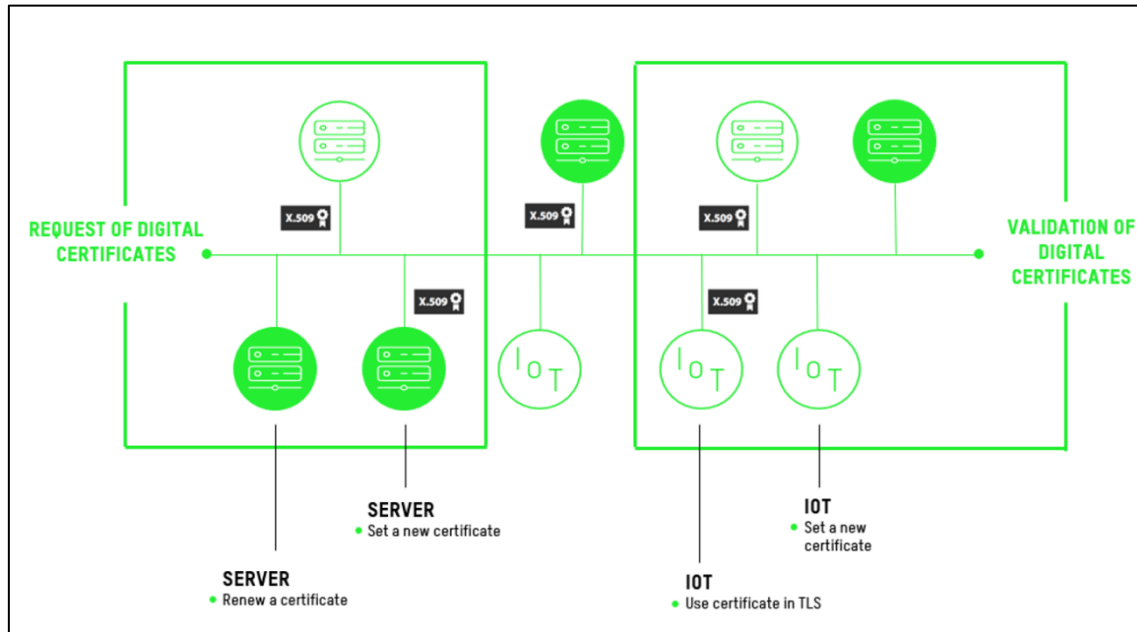 X.509
X.509
X.509
REQUEST OF DIGITAL
CERTIFICATES
VALIDATION OF
DIGITAL
CERTIFICATES
X.509
X.509
IOT
IOT
IOT
SERVER
Set a new certificate
IOT
Set a new
certificate
SERVER
Renew a certificate
IOT
Use certificate in TLS